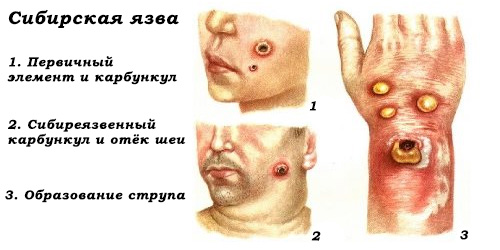 Сибирская язва
1. Первичный
элемент и карбункул
2. Сибиреязвенный
карбункул и отёк шеи
3. Образование струпа
1
2
3